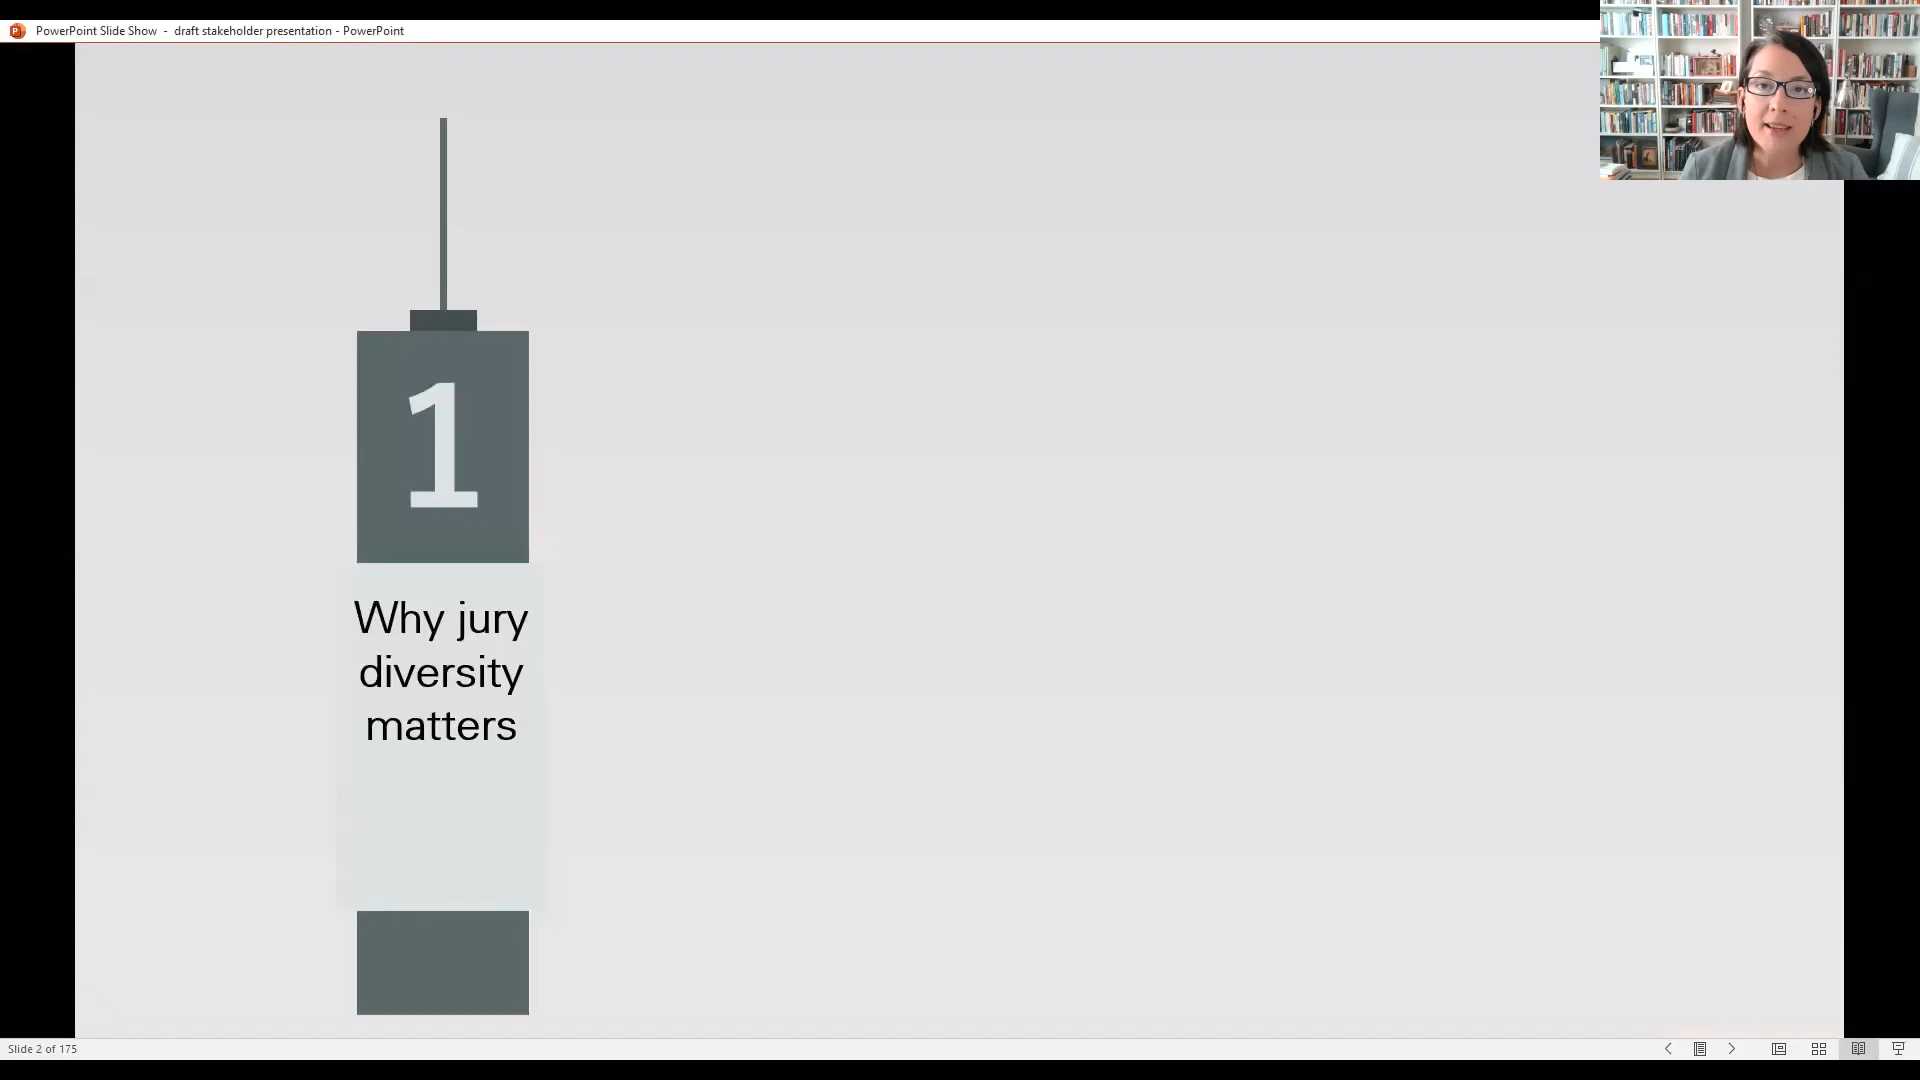 PowerPoint Slide Show - draft stakeholder presentation - PowerPoint
1
Why jury
diversity
matters
Slide 2 of 175